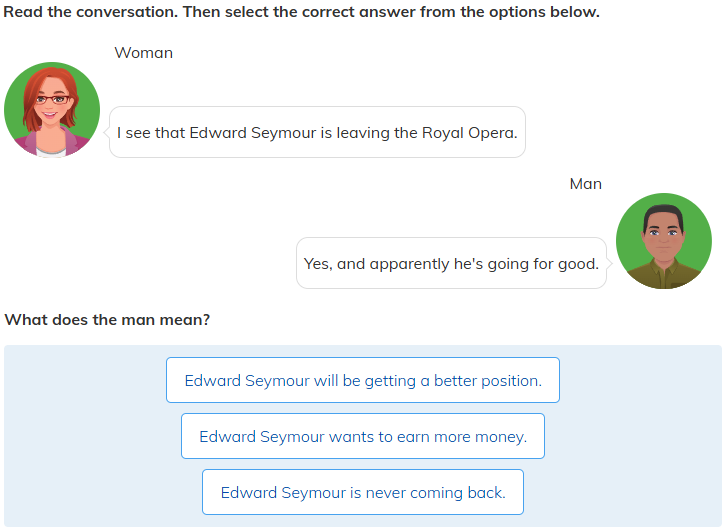 Read the conversation. Then select the correct answer from the options below.
Woman
I see that Edward Seymour is leaving the Royal Opera.
Man
Yes, and apparently he's going for good.
What does the man mean?
Edward Seymour will be getting a better position.
Edward Seymour wants to earn more money.
Edward Seymour is never coming back.